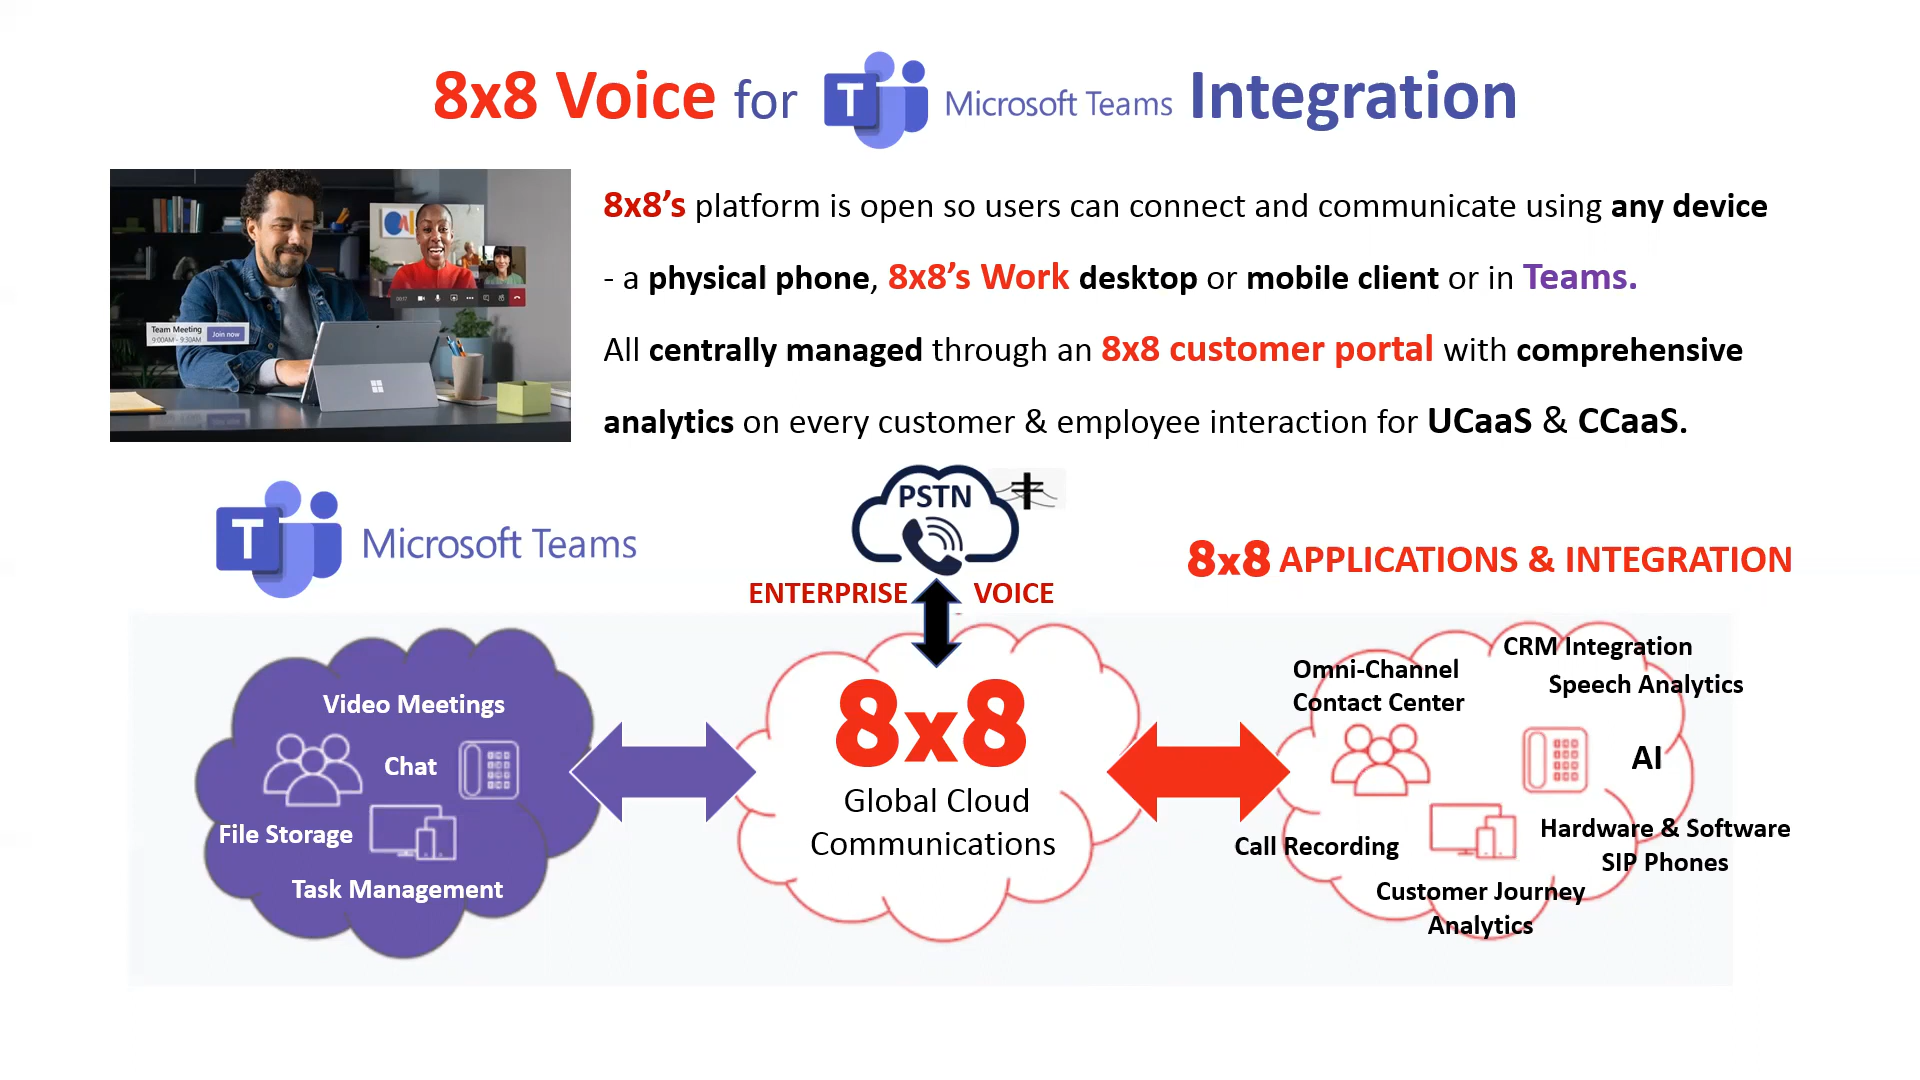 8x8 Voice for Microsoft Teams Integration
8x8’s platform is open so users can connect and communicate using any device
- a physical phone, 8x8’s Work desktop or mobile client or in Teams.
All centrally managed through an 8x8 customer portal with comprehensive
analytics on every customer & employee interaction for UCaaS & CCaaS.
Team Meeting
9:00AM - 9:30AM
Join now
T Microsoft Teams
PSTN
ENTERPRISE VOICE
8x8 APPLICATIONS & INTEGRATION
Video Meetings
Chat
File Storage
Task Management
8x8
Global Cloud
Communications
CRM Integration
Omni-Channel
Contact Center
Speech Analytics
AI
Call Recording
Hardware & Software
SIP Phones
Customer Journey
Analytics